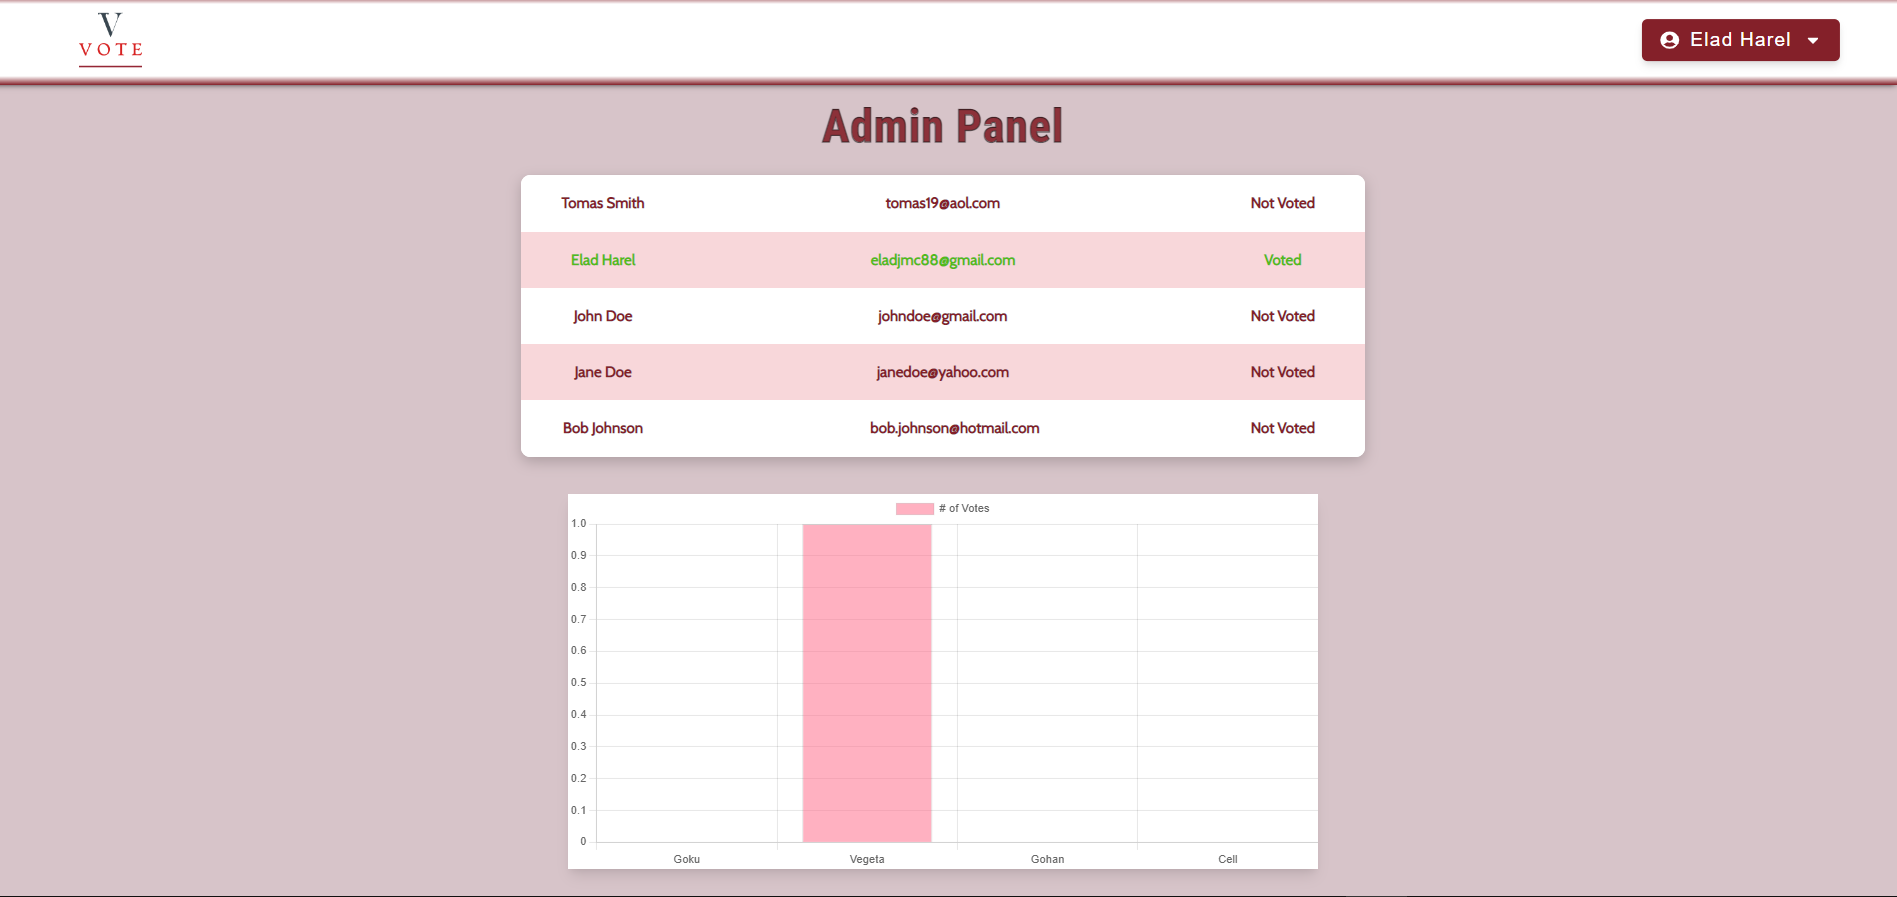 V
VOTE
Elad Harel
Admin Panel
Tomas Smith tomas19@aol.com Not Voted
Elad Harel eladjmc88@gmail.com Voted
John Doe johndoe@gmail.com Not Voted
Jane Doe janedoe@yahoo.com Not Voted
Bob Johnson bob.johnson@hotmail.com Not Voted
# of Votes
1.0
0.9
0.8
0.7
0.6
0.5
0.4
0.3
0.2
0.1
0
Goku Vegeta Gohan Cell